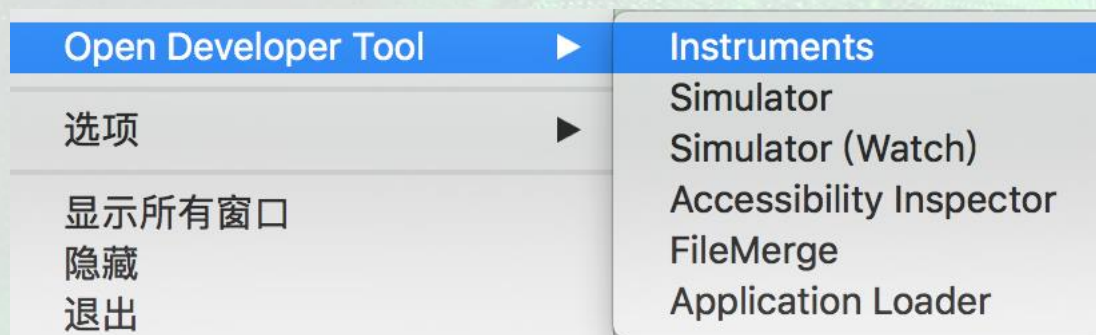 Open Developer Tool
选项
显示所有窗口
隐藏
退出
Instruments
Simulator
Simulator (Watch)
Accessibility Inspector
FileMerge
Application Loader